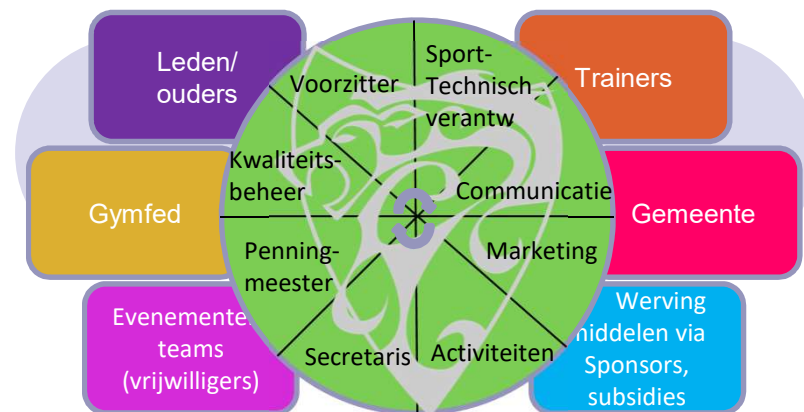 Leden/
ouders
Voorzitter
Sport-
Technisch
verantw
Trainers
Kwaliteits-
beheer
Communicatie
Gymfed
Gemeente
Penning-
meester
Marketing
Evenementen
teams
(vrijwilligers)
Secretaris
Activiteiten
Werving
middelen via
Sponsors,
subsidies